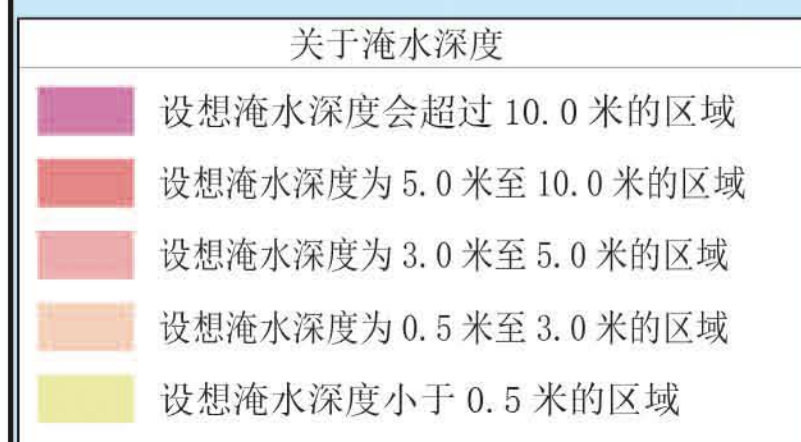 关于淹水深度
设想淹水深度会超过 10.0 米的区域
设想淹水深度为 5.0 米至 10.0 米的区域
设想淹水深度为 3.0 米至 5.0 米的区域
设想淹水深度为 0.5 米至 3.0 米的区域
设想淹水深度小于 0.5 米的区域